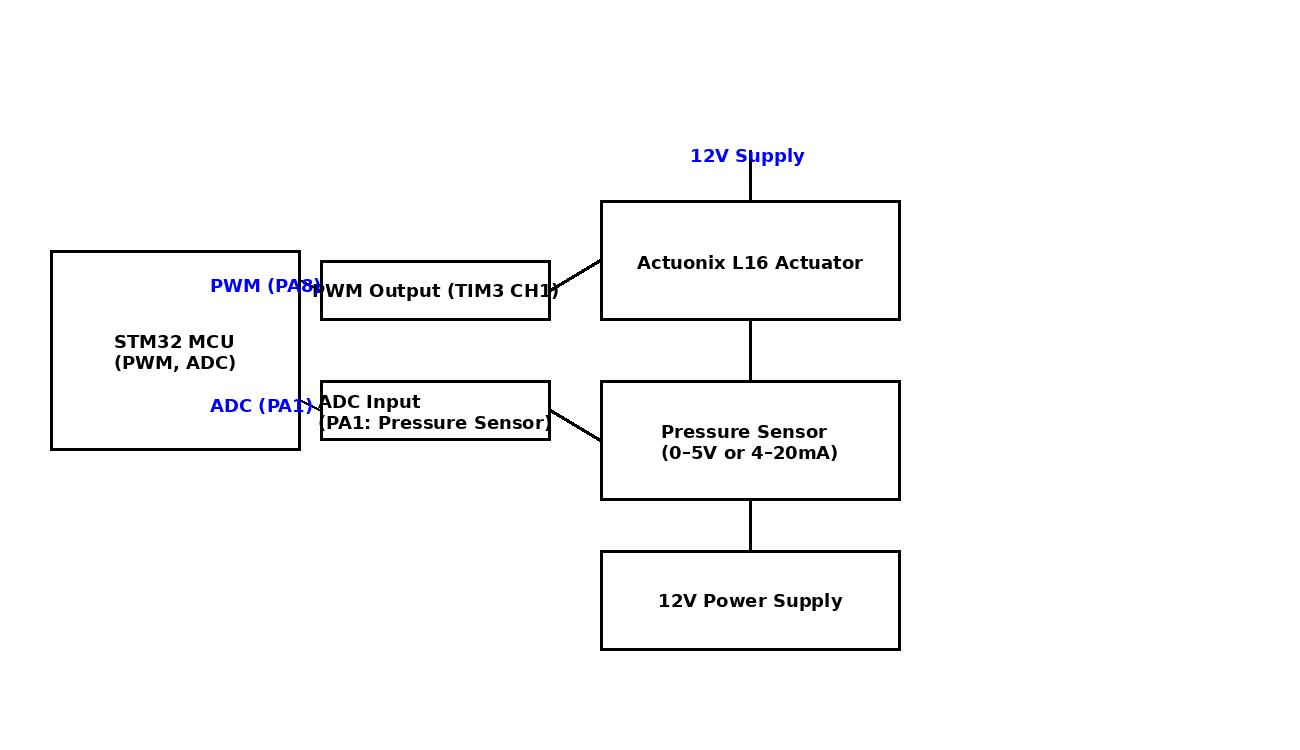 12V Supply
Actuonix L16 Actuator
PWM (PA8)
PWM Output (TIM3 CH1)
STM32 MCU
(PWM, ADC)
ADC (PA1)
ADC Input
(PA1: Pressure Sensor)
Pressure Sensor
(0–5V or 4–20mA)
12V Power Supply